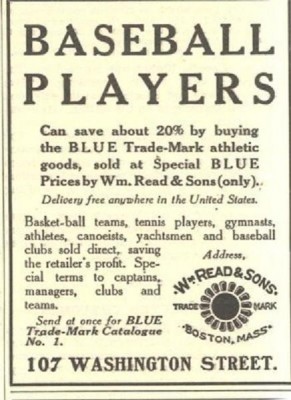 BASEBALL
PLAYERS
Can save about 20% by buying
the BLUE Trade-Mark athletic
goods, sold at Special BLUE
Prices by Wm. Read & Sons (only).
Delivery free anywhere in the United States.
Basket-ball teams, tennis players, gymnasts,
athletes, canoeists, yachtsmen and baseball
clubs sold direct, saving
the retailer's profit. Spe-
cial terms to captains,
managers, clubs and
teams.
Send at once for BLUE
Trade-Mark Catalogue
No. 1.
Address,
Wm READ & SONS
TRADE MARK
BOSTON, MASS.
107 WASHINGTON STREET.